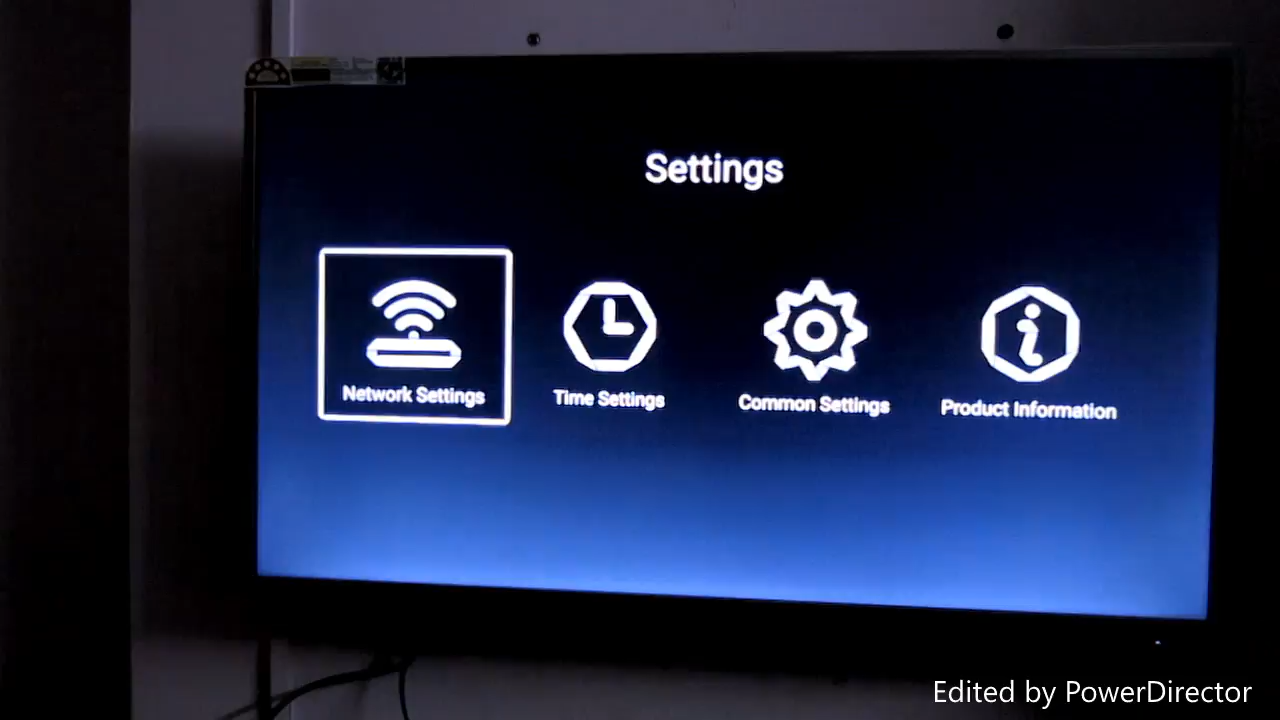 Settings
Network Settings
Time Settings
Common Settings
Product Information
Edited by PowerDirector